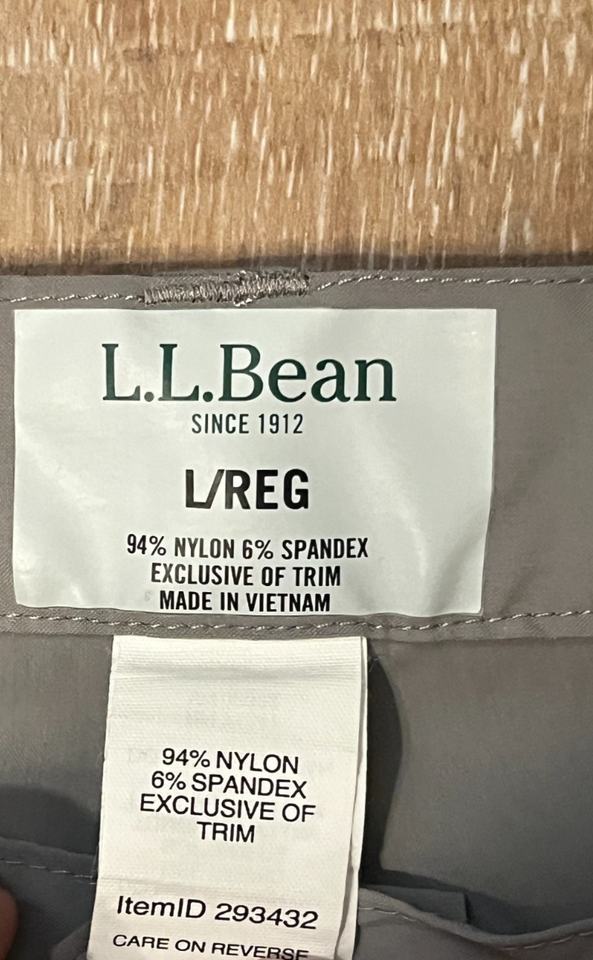 L.L.Bean
SINCE 1912
L/REG
94% NYLON 6% SPANDEX
EXCLUSIVE OF TRIM
MADE IN VIETNAM
94% NYLON
6% SPANDEX
EXCLUSIVE OF
TRIM
ItemID 293432
CARE ON REVERSE